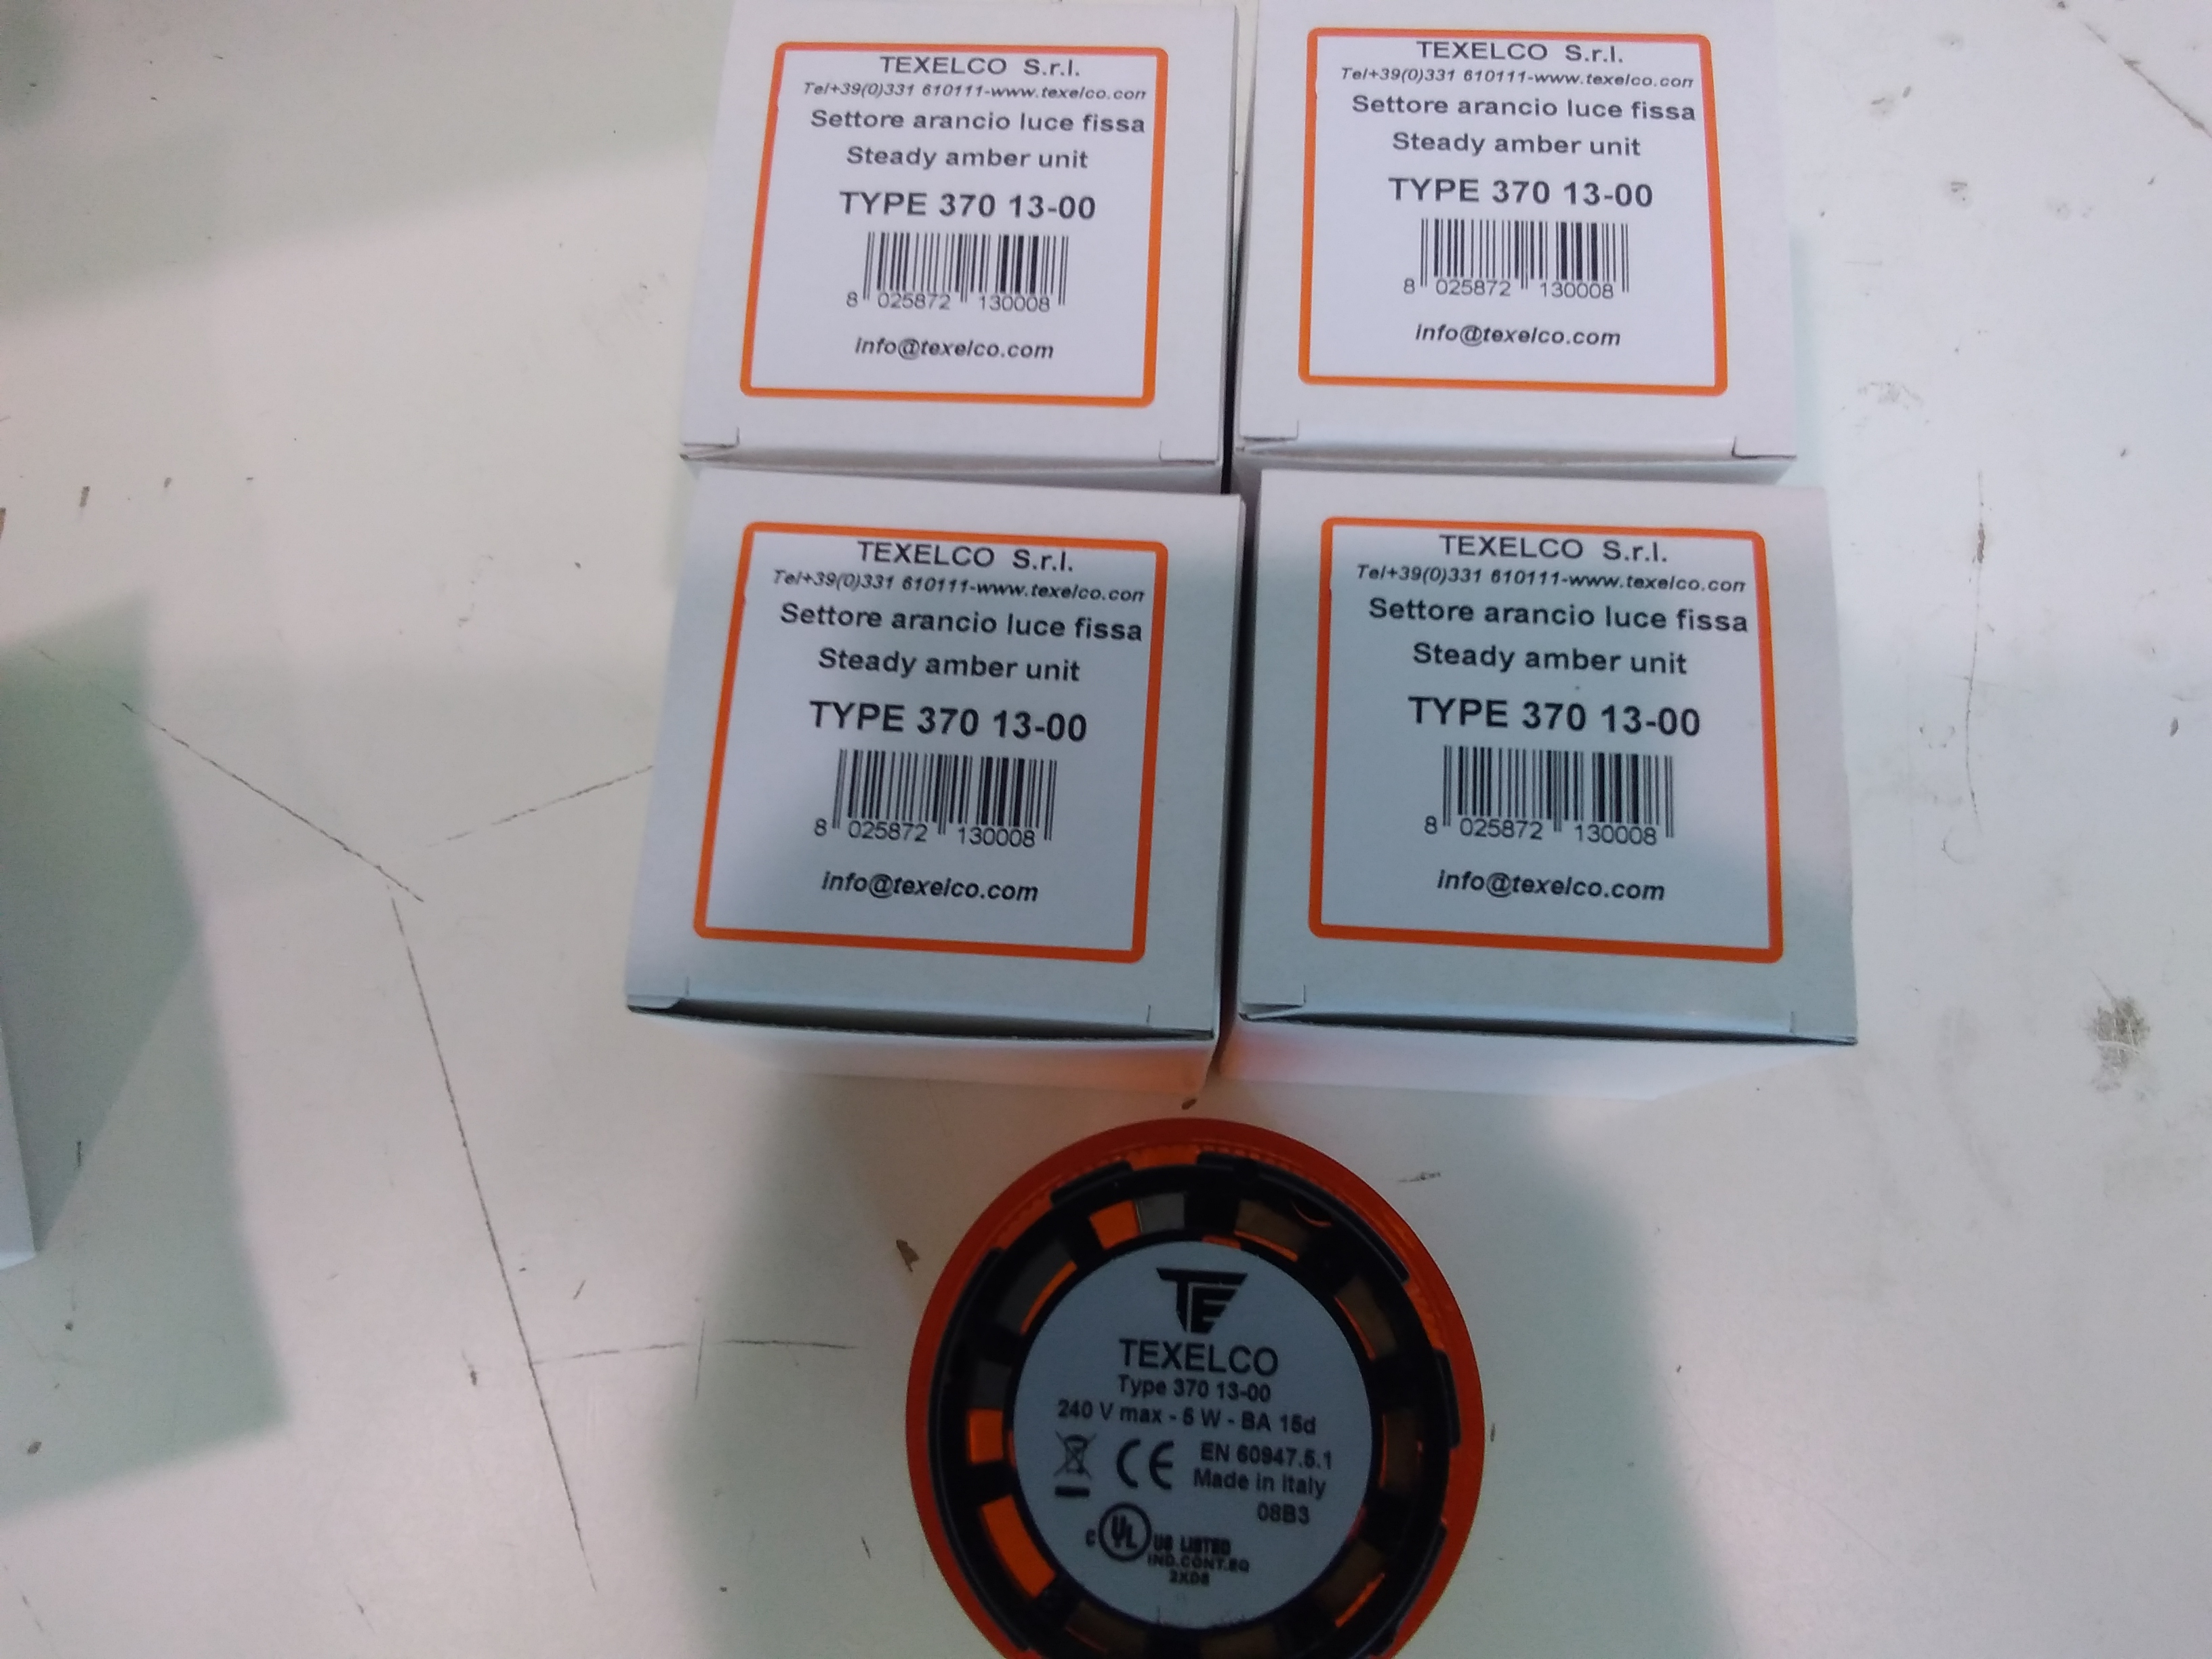 TEXELCO S.r.l.
Tel+39(0)331 610111-www.texelco.com
Settore arancio luce fissa
Steady amber unit
TYPE 370 13-00
8 025872 130008
info@texelco.com
TEXELCO S.r.l.
Tel+39(0)331 610111-www.texelco.com
Settore arancio luce fissa
Steady amber unit
TYPE 370 13-00
8 025872 130008
info@texelco.com
TEXELCO S.r.l.
Tel+39(0)331 610111-www.texelco.com
Settore arancio luce fissa
Steady amber unit
TYPE 370 13-00
8 025872 130008
info@texelco.com
TEXELCO S.r.l.
Tel+39(0)331 610111-www.texelco.com
Settore arancio luce fissa
Steady amber unit
TYPE 370 13-00
8 025872 130008
info@texelco.com
TE
TEXELCO
Type 370 13-00
240 V max - 5 W - BA 15d
CE EN 60947.5.1
Made in Italy
08B3
c UL US LISTED
IND.CONT.EQ
2X08